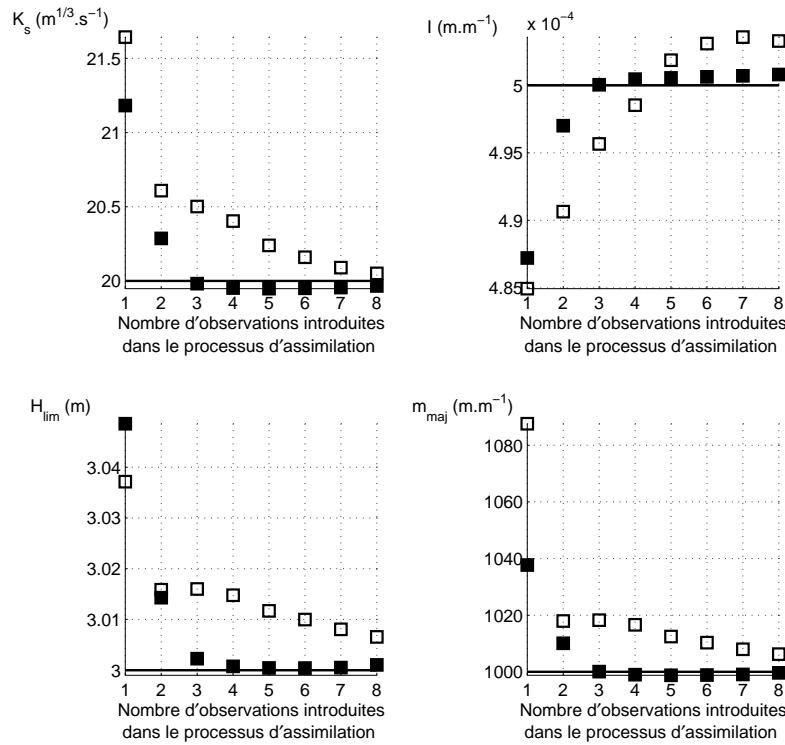 K_s (m^1/3.s^−1)
21.5
21
20.5
20
1 2 3 4 5 6 7 8
Nombre d′observations introduites
dans le processus d′assimilation
I (m.m^−1)
x 10^−4
5
4.95
4.9
4.85
1 2 3 4 5 6 7 8
Nombre d′observations introduites
dans le processus d′assimilation
H_lim (m)
3.04
3.03
3.02
3.01
3
1 2 3 4 5 6 7 8
Nombre d′observations introduites
dans le processus d′assimilation
m_maj (m.m^−1)
1080
1060
1040
1020
1000
1 2 3 4 5 6 7 8
Nombre d′observations introduites
dans le processus d′assimilation